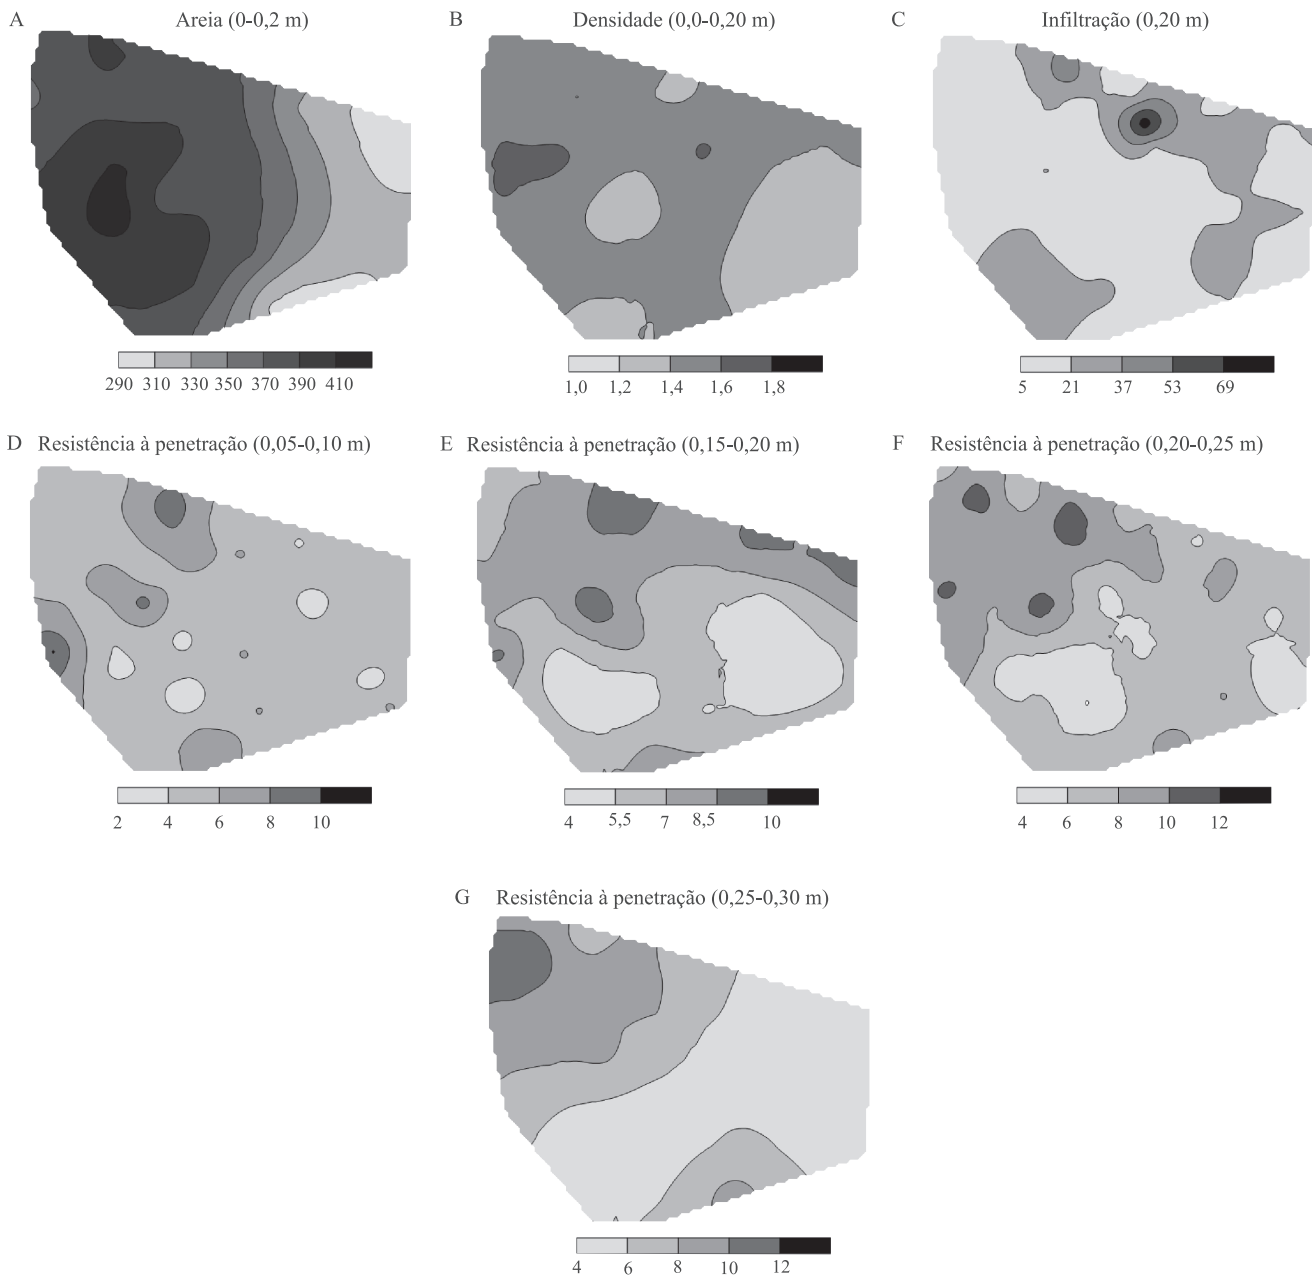 A Areia (0-0,2 m)
B Densidade (0,0-0,20 m)
C Infiltração (0,20 m)
290 310 330 350 370 390 410
1,0 1,2 1,4 1,6 1,8
5 21 37 53 69
D Resistência à penetração (0,05-0,10 m)
E Resistência à penetração (0,15-0,20 m)
F Resistência à penetração (0,20-0,25 m)
2 4 6 8 10
4 5,5 7 8,5 10
4 6 8 10 12
G Resistência à penetração (0,25-0,30 m)
4 6 8 10 12